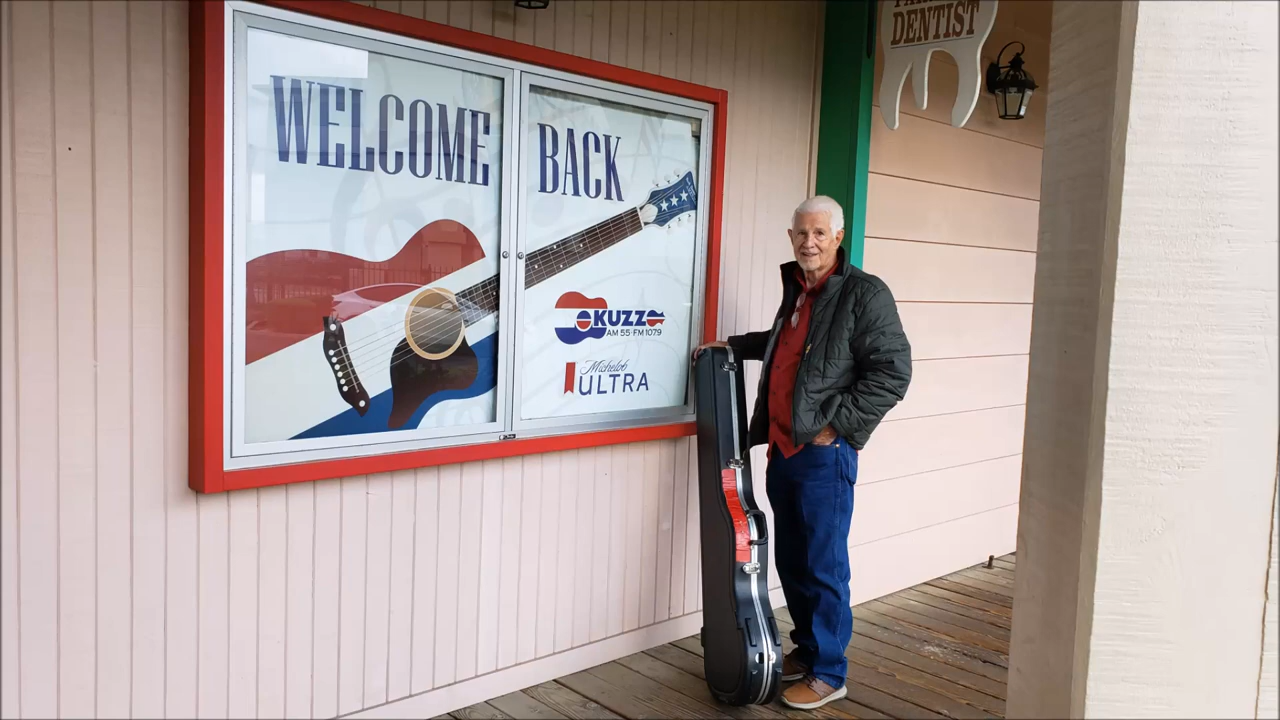 WELCOME BACK
DENTIST
KUZZ
AM 55·FM 107.9
Michelob
ULTRA